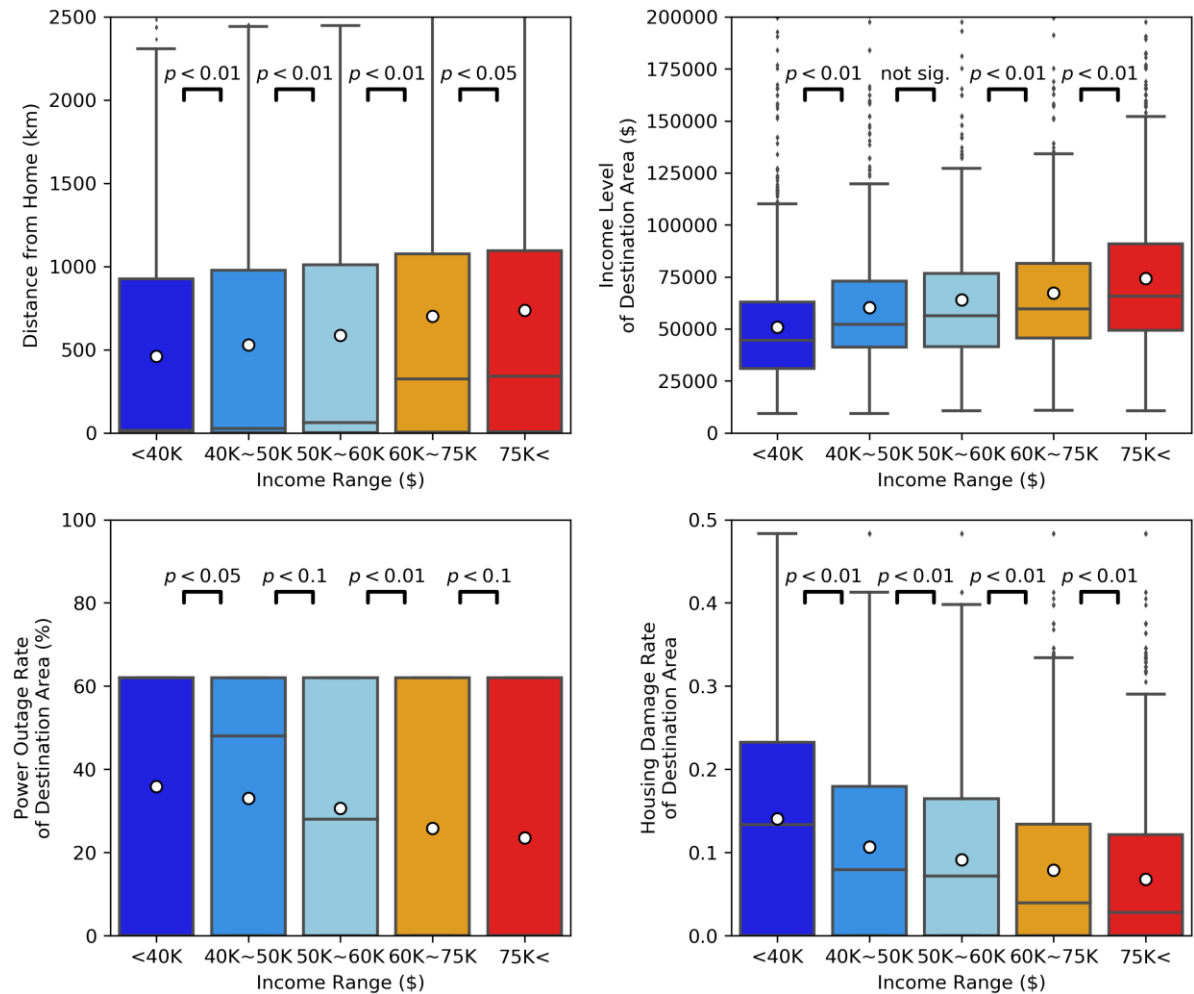 2500
2000
1500
1000
500
0
Distance from Home (km)
p < 0.01 p < 0.01 p < 0.01 p < 0.05
<40K 40K~50K 50K~60K 60K~75K 75K<
Income Range ($)
200000
175000
150000
125000
100000
75000
50000
25000
0
Income Level
of Destination Area ($)
p < 0.01 not sig. p < 0.01 p < 0.01
<40K 40K~50K 50K~60K 60K~75K 75K<
Income Range ($)
100
80
60
40
20
0
Power Outage Rate
of Destination Area (%)
p < 0.05 p < 0.1 p < 0.01 p < 0.1
<40K 40K~50K 50K~60K 60K~75K 75K<
Income Range ($)
0.5
0.4
0.3
0.2
0.1
0.0
Housing Damage Rate
of Destination Area
p < 0.01 p < 0.01 p < 0.01 p < 0.01
<40K 40K~50K 50K~60K 60K~75K 75K<
Income Range ($)